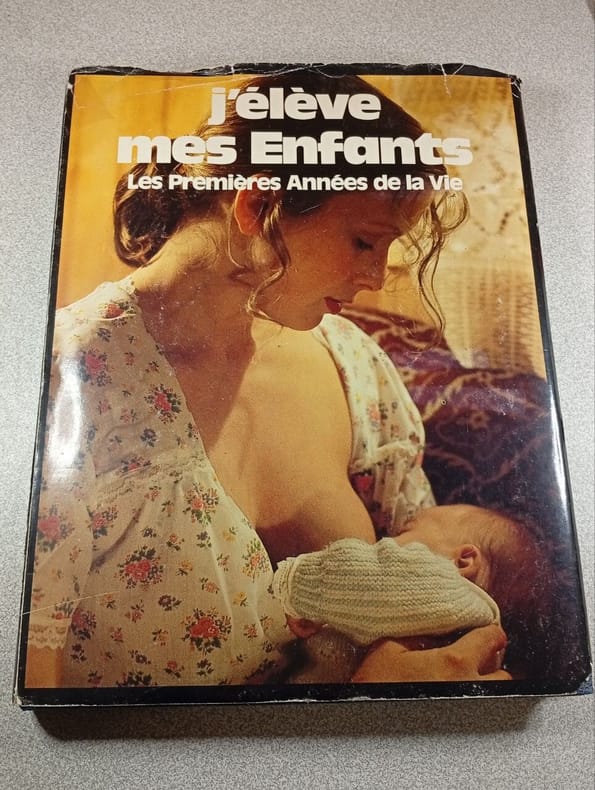 j'élève
mes Enfants
Les Premières Années de la Vie